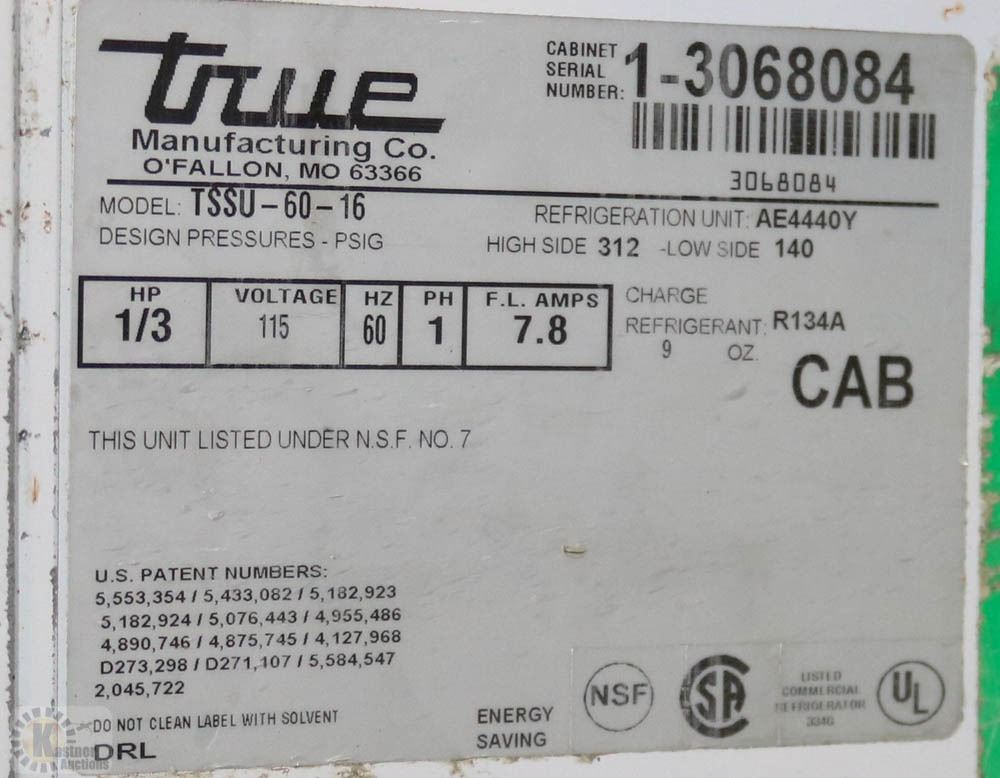 true
Manufacturing Co.
O'FALLON, MO 63366
CABINET SERIAL NUMBER: 1-3068084
3068084
MODEL: TSSU-60-16
REFRIGERATION UNIT: AE4440Y
DESIGN PRESSURES - PSIG HIGH SIDE 312 -LOW SIDE 140
HP VOLTAGE HZ PH F.L. AMPS
1/3 115 60 1 7.8
CHARGE
REFRIGERANT: R134A
9 OZ.
CAB
THIS UNIT LISTED UNDER N.S.F. NO. 7
U.S. PATENT NUMBERS:
5,553,354 / 5,433,082 / 5,182,923
5,182,924 / 5,076,443 / 4,955,486
4,890,746 / 4,875,745 / 4,127,968
D273,298 / D271,107 / 5,584,547
2,045,722
DO NOT CLEAN LABEL WITH SOLVENT
DRL
ENERGY
SAVING
NSF
SA
LISTED
COMMERCIAL
REFRIGERATOR
334G
UL
Kastner
Auctions